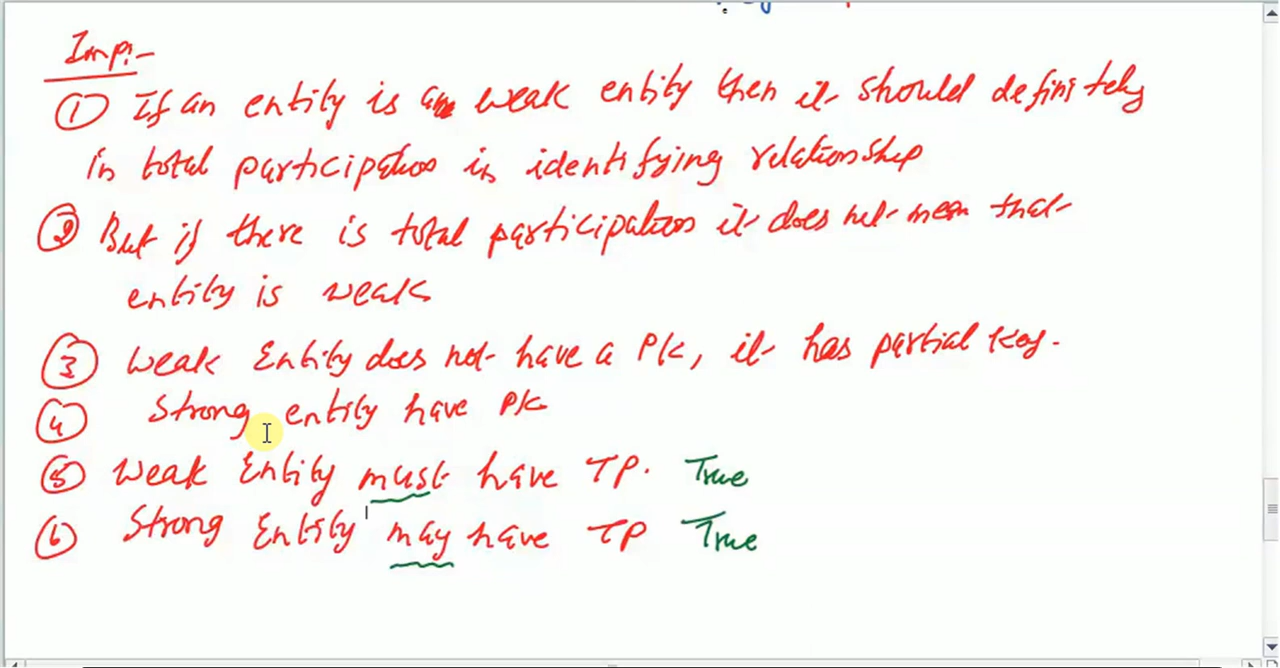 Imp:-
① If an entity is a weak entity then it should definitely
in total participation in identifying relationship
② But if there is total participation it does not mean that
entity is weak
③ Weak Entity does not have a PK, it has partial key.
④ Strong entity have PK
⑤ Weak Entity must have TP. True
⑥ Strong Entity may have TP True